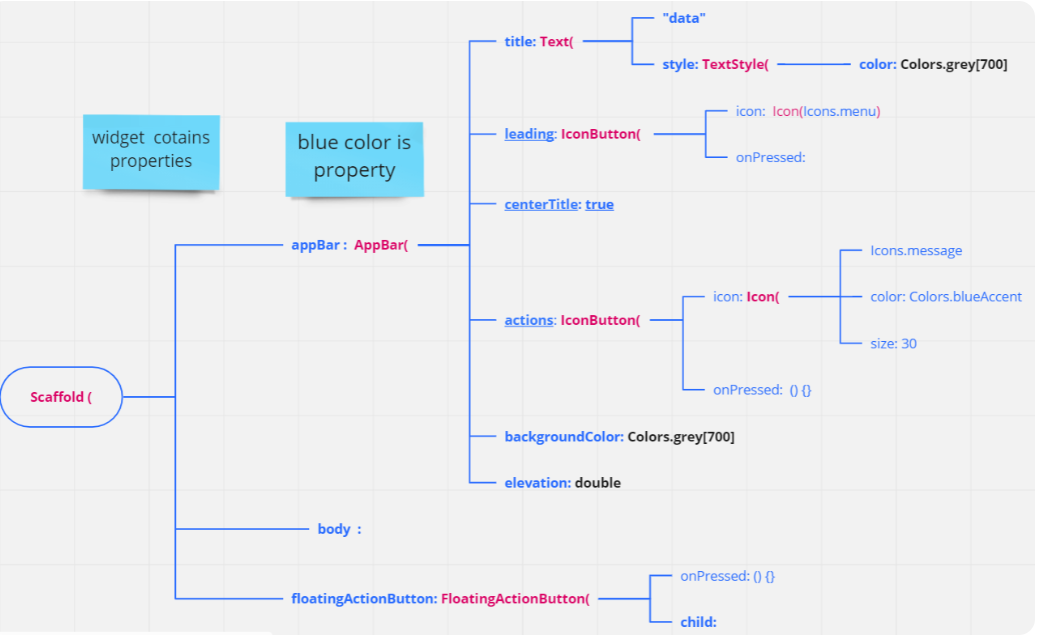 "data"
title: Text(
style: TextStyle(
color: Colors.grey[700]
widget cotains
properties
blue color is
property
leading: IconButton(
icon: Icon(Icons.menu)
onPressed:
centerTitle: true
appBar : AppBar(
actions: IconButton(
icon: Icon(
Icons.message
color: Colors.blueAccent
size: 30
onPressed: () {}
Scaffold (
backgroundColor: Colors.grey[700]
elevation: double
body :
floatingActionButton: FloatingActionButton(
onPressed: () {}
child: